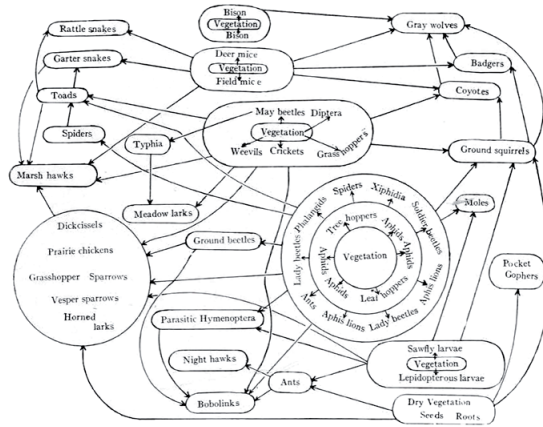 Bison
Vegetation
Bison
Gray wolves
Rattle snakes
Garter snakes
Deer mice
Vegetation
Field mice
Badgers
Toads
Coyotes
May beetles Diptera
Vegetation
Weevils Crickets Grasshoppers
Spiders
Typhia
Ground squirrels
Marsh hawks
Meadow larks
Moles
Dickcissels
Prairie chickens
Grasshopper Sparrows
Vesper sparrows
Horned
larks
Ground beetles
Phalangids
Spiders
Xiphidia
Soldier beetles
Lady beetles
Tree hoppers
Aphids
Aphids
Vegetation
Aphids
Aphids
Leaf hoppers
Ants
Aphis lions
Lady beetles
Aphis lions
Pocket
Gophers
Parasitic Hymenoptera
Night hawks
Ants
Bobolinks
Sawfly larvae
Vegetation
Lepidopterous larvae
Dry Vegetation
Seeds Roots